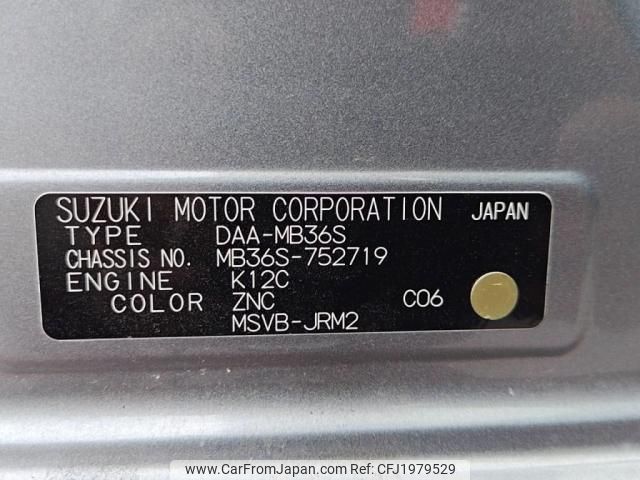 SUZUKI MOTOR CORPORATION JAPAN
TYPE DAA-MB36S
CHASSIS NO. MB36S-752719
ENGINE K12C
COLOR ZNC C06
MSVB-JRM2
www.CarFromJapan.com | © CarFromJapan - CFJ1979529